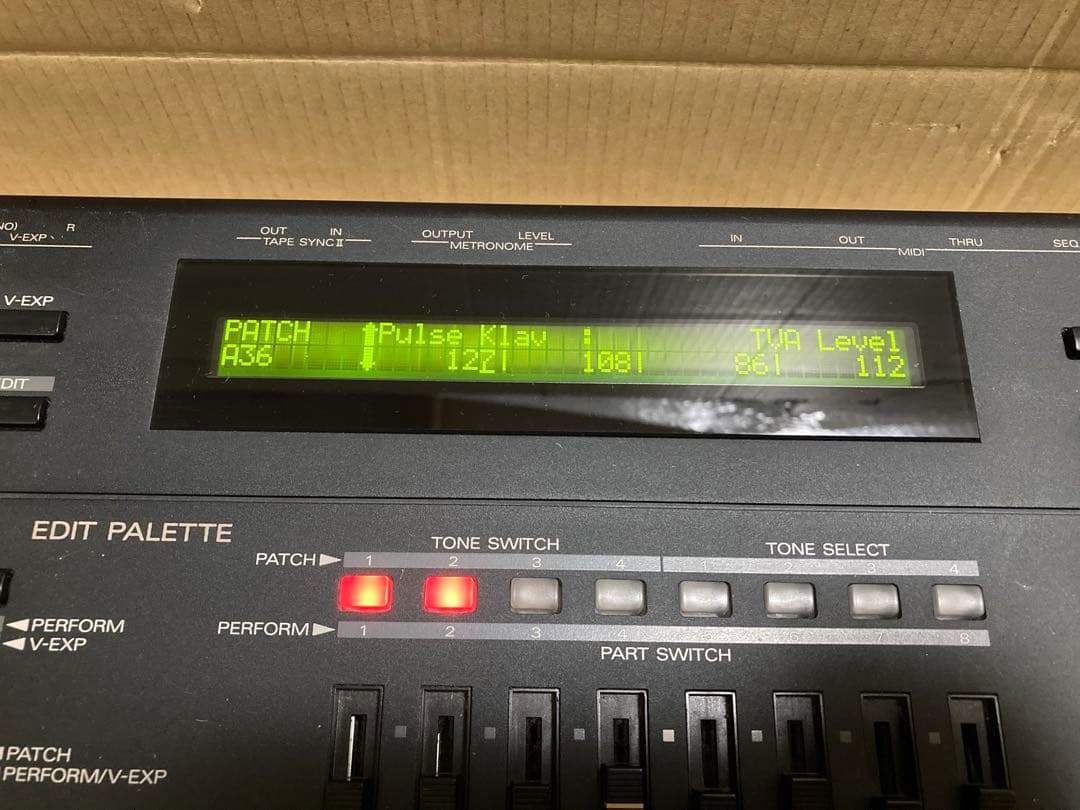 R
V-EXP
OUT IN
TAPE SYNC II
OUTPUT LEVEL
METRONOME
IN OUT THRU
MIDI
SEQ
V-EXP
PATCH Pulse Klav : TVA Level
A36 127| 108| 86| 112
EDIT PALETTE
TONE SWITCH TONE SELECT
PATCH▶ 1 2 3 4 1 2 3 4
◀PERFORM
◀V-EXP
PERFORM▶ 1 2 3 4 5 6 7 8
PART SWITCH
PATCH
PERFORM/V-EXP